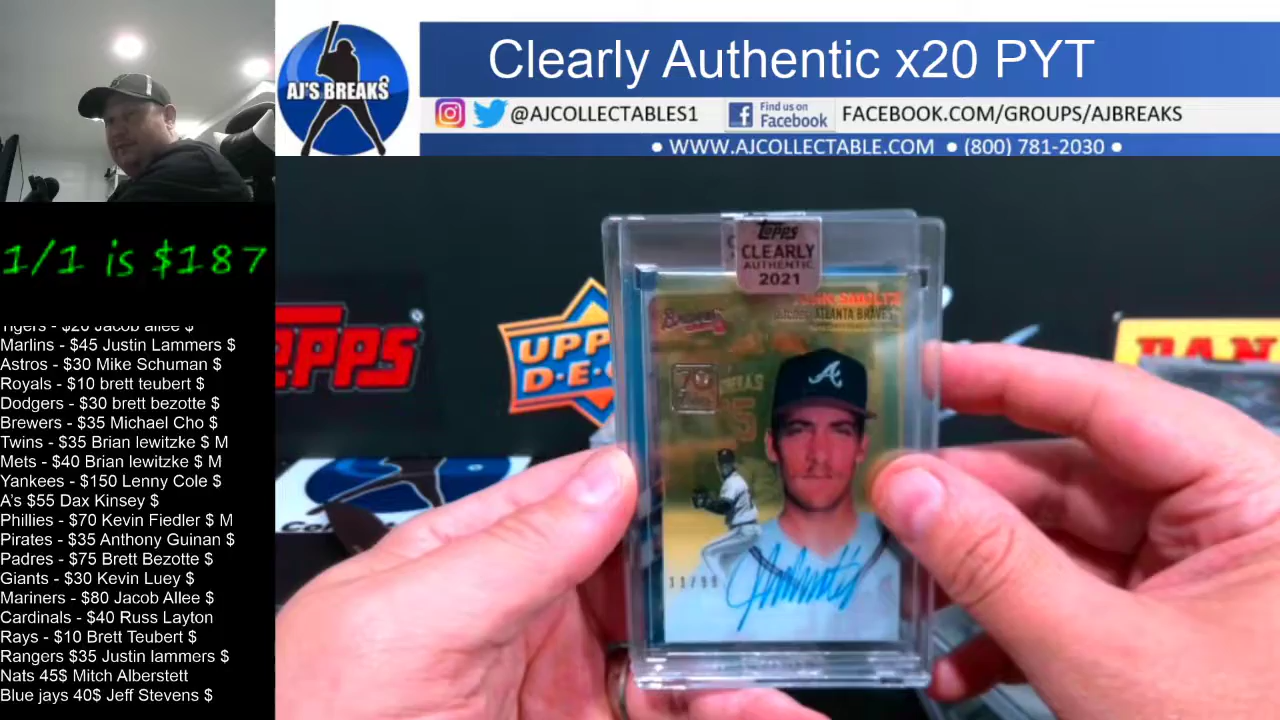 Clearly Authentic x20 PYT
AJ'S BREAKS
@AJCOLLECTABLES1
Find us on
Facebook
FACEBOOK.COM/GROUPS/AJBREAKS
• WWW.AJCOLLECTABLE.COM • (800) 781-2030 •
1/1 is $187
Tigers - $20 Jacob allee $
Marlins - $45 Justin Lammers $
Astros - $30 Mike Schuman $
Royals - $10 brett teubert $
Dodgers - $30 brett bezotte $
Brewers - $35 Michael Cho $
Twins - $35 Brian lewitzke $ M
Mets - $40 Brian lewitzke $ M
Yankees - $150 Lenny Cole $
A's $55 Dax Kinsey $
Phillies - $70 Kevin Fiedler $ M
Pirates - $35 Anthony Guinan $
Padres - $75 Brett Bezotte $
Giants - $30 Kevin Luey $
Mariners - $80 Jacob Allee $
Cardinals - $40 Russ Layton
Rays - $10 Brett Teubert $
Rangers $35 Justin lammers $
Nats 45$ Mitch Alberstett
Blue jays 40$ Jeff Stevens $
Topps
CLEARLY
AUTHENTIC
2021
ATLANTA BRAVES
Braves
70
A